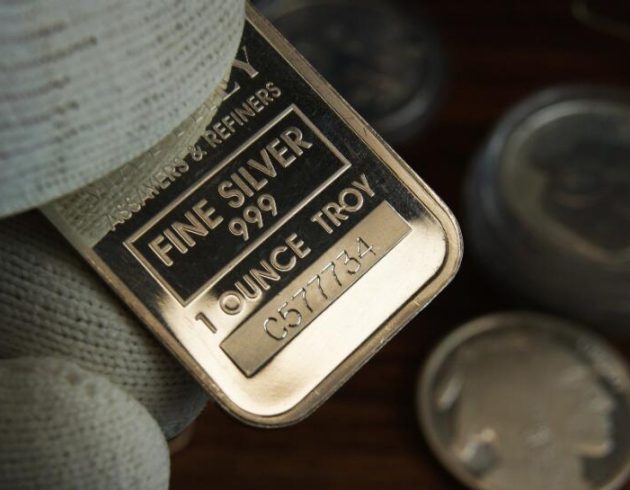 ASSAYERS & REFINERS
FINE SILVER
999
1 OUNCE TROY
C577734